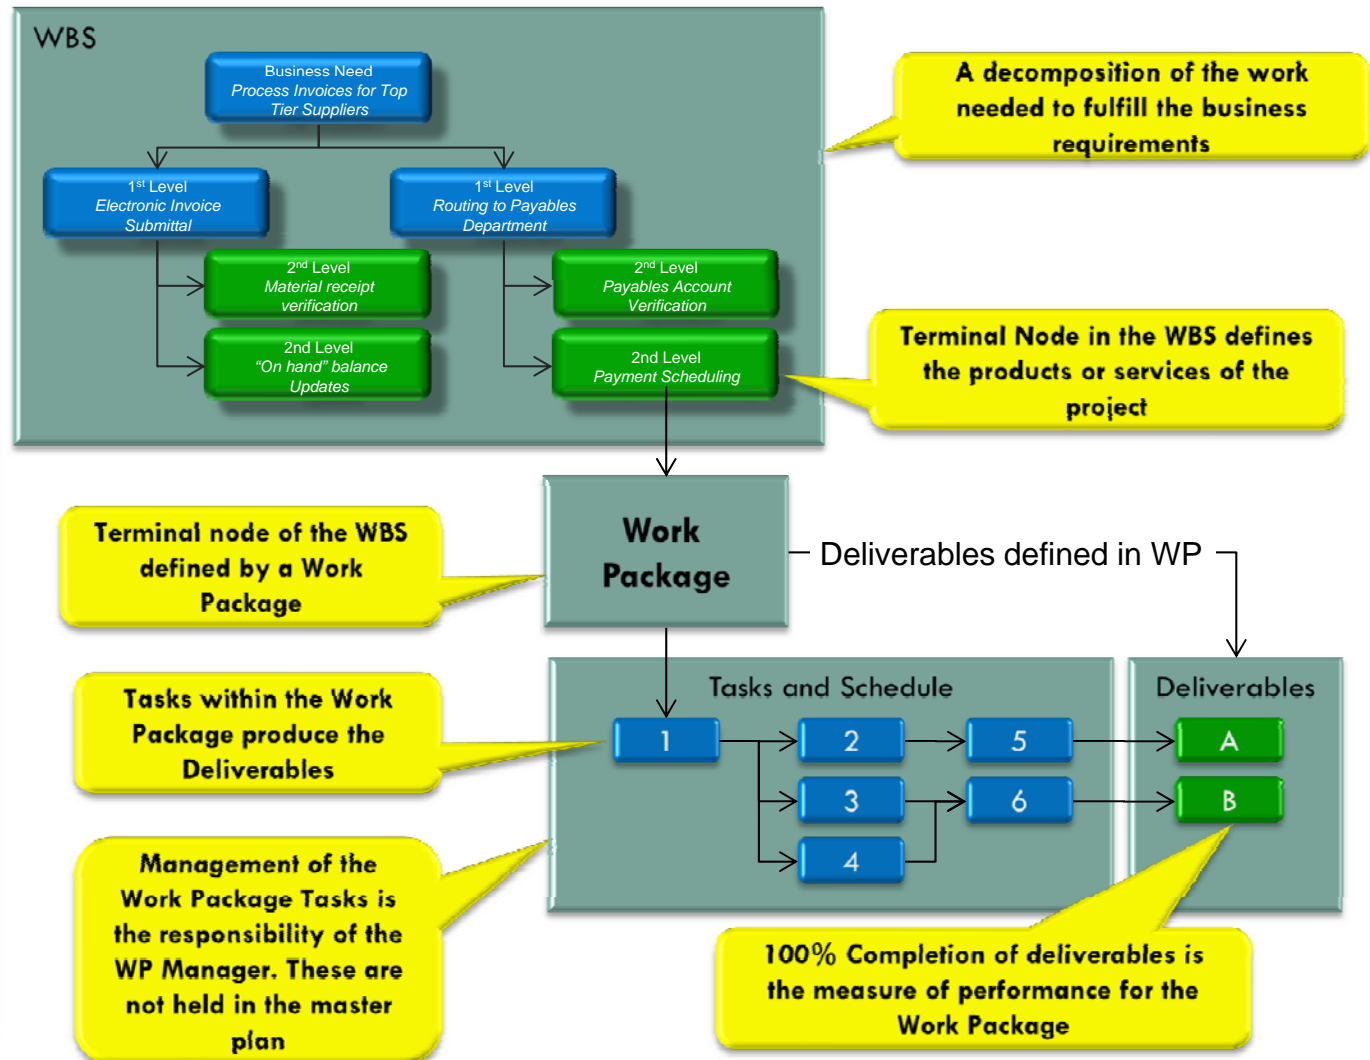 WBS
Business Need
Process Invoices for Top
Tier Suppliers
1st Level
Electronic Invoice
Submittal
1st Level
Routing to Payables
Department
2nd Level
Material receipt
verification
2nd Level
Payables Account
Verification
2nd Level
“On hand” balance
Updates
2nd Level
Payment Scheduling
A decomposition of the work
needed to fulfill the business
requirements
Terminal Node in the WBS defines
the products or services of the
project
Work
Package
Deliverables defined in WP
Terminal node of the WBS
defined by a Work
Package
Tasks within the Work
Package produce the
Deliverables
Tasks and Schedule
1
2
5
3
6
4
Deliverables
A
B
Management of the
Work Package Tasks is
the responsibility of the
WP Manager. These are
not held in the master
plan
100% Completion of deliverables is
the measure of performance for the
Work Package